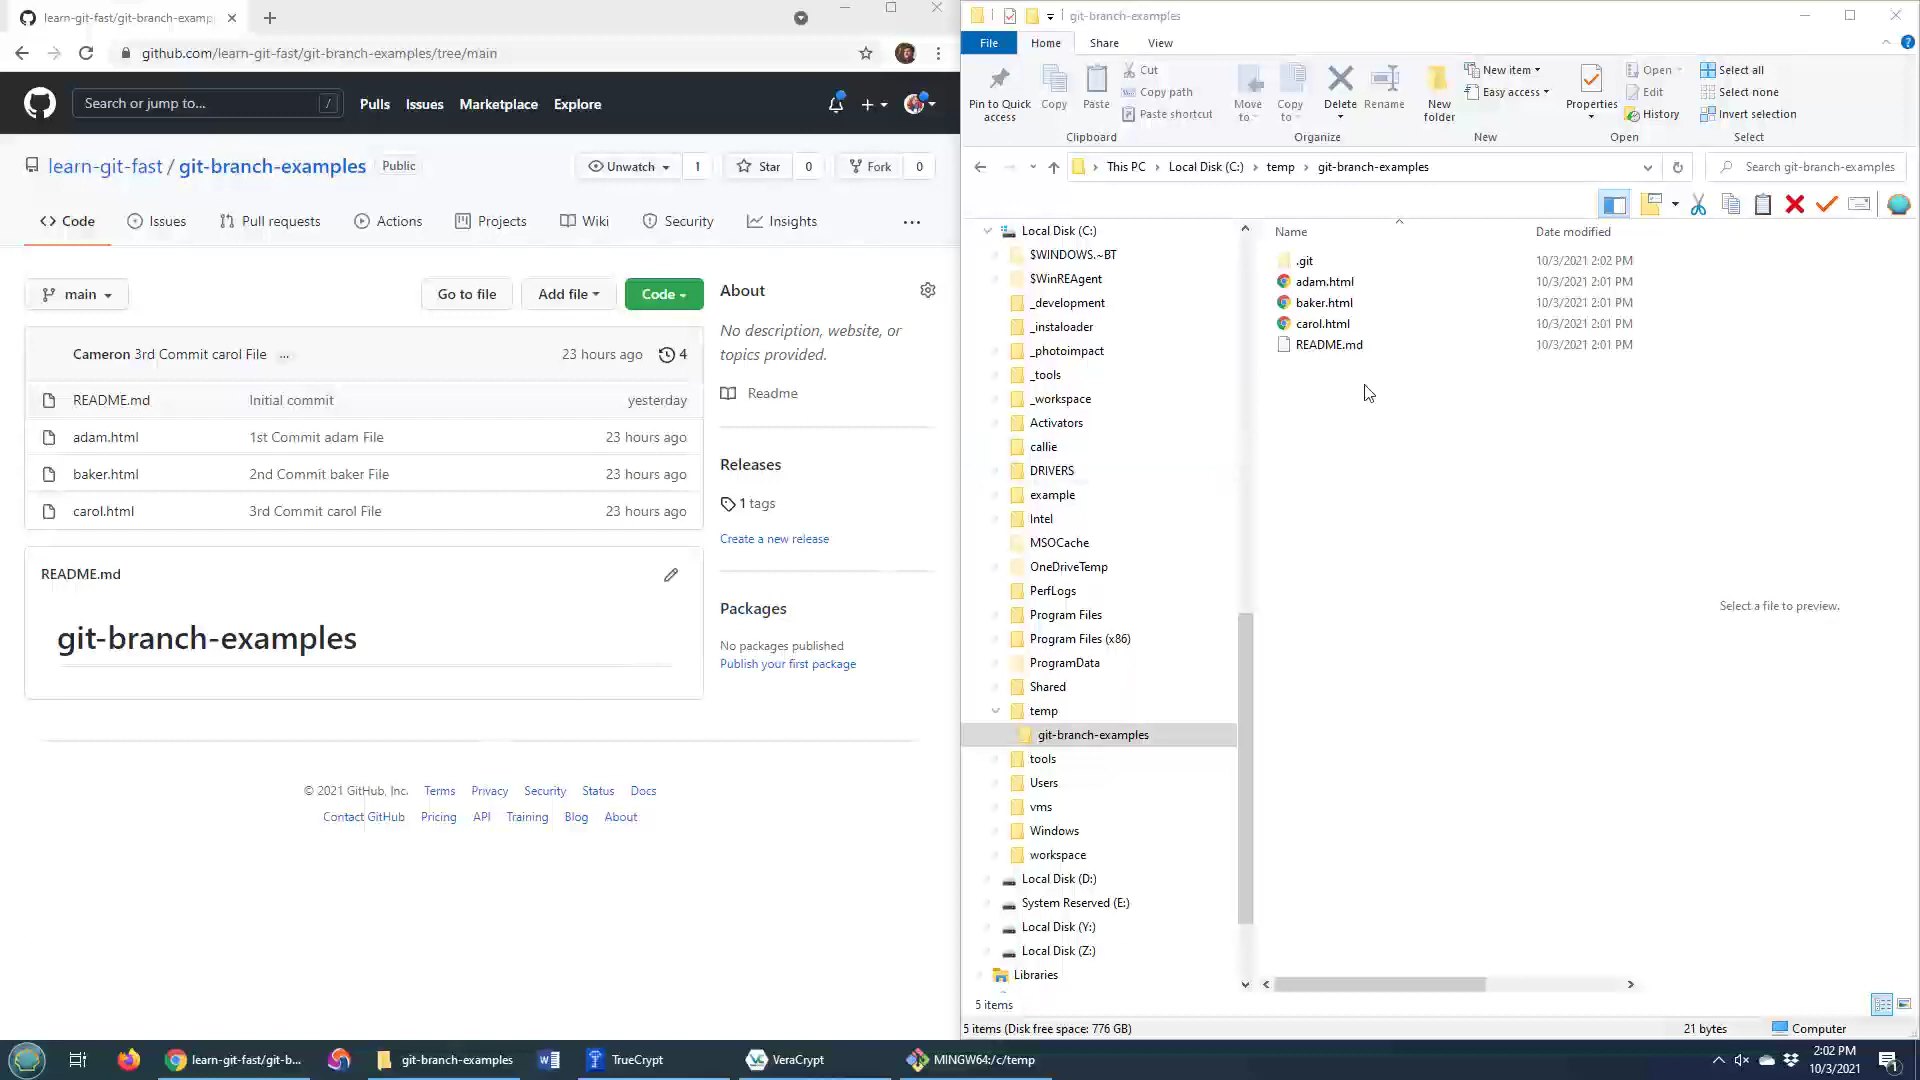 learn-git-fast/git-branch-examp
github.com/learn-git-fast/git-branch-examples/tree/main
Search or jump to... / Pulls Issues Marketplace Explore
learn-git-fast / git-branch-examples Public
Unwatch 1 Star 0 Fork 0
Code Issues Pull requests Actions Projects Wiki Security Insights ...
main Go to file Add file Code
Cameron 3rd Commit carol File ... 23 hours ago 4
README.md Initial commit yesterday
adam.html 1st Commit adam File 23 hours ago
baker.html 2nd Commit baker File 23 hours ago
carol.html 3rd Commit carol File 23 hours ago
README.md
git-branch-examples
About
No description, website, or
topics provided.
Readme
Releases
1 tags
Create a new release
Packages
No packages published
Publish your first package
© 2021 GitHub, Inc. Terms Privacy Security Status Docs
Contact GitHub Pricing API Training Blog About
git-branch-examples
File Home Share View
Pin to Quick
access
Copy
Paste
Cut
Copy path
Paste shortcut
Clipboard
Move
to
Copy
to
Delete
Rename
Organize
New
folder
New item
Easy access
New
Properties
Open
Edit
History
Open
Select all
Select none
Invert selection
Select
This PC Local Disk (C:) temp git-branch-examples
Search git-branch-examples
Local Disk (C:)
$WINDOWS.~BT
$WinREAgent
_development
_instaloader
_photoimpact
_tools
_workspace
Activators
callie
DRIVERS
example
Intel
MSOCache
OneDriveTemp
PerfLogs
Program Files
Program Files (x86)
ProgramData
Shared
temp
git-branch-examples
tools
Users
vms
Windows
workspace
Local Disk (D:)
System Reserved (E:)
Local Disk (Y:)
Local Disk (Z:)
Libraries
Name Date modified
.git 10/3/2021 2:02 PM
adam.html 10/3/2021 2:01 PM
baker.html 10/3/2021 2:01 PM
carol.html 10/3/2021 2:01 PM
README.md 10/3/2021 2:01 PM
Select a file to preview.
5 items
5 items (Disk free space: 776 GB) 21 bytes Computer
learn-git-fast/git-b... git-branch-examples TrueCrypt VeraCrypt MINGW64:/c/temp
2:02 PM
10/3/2021
1